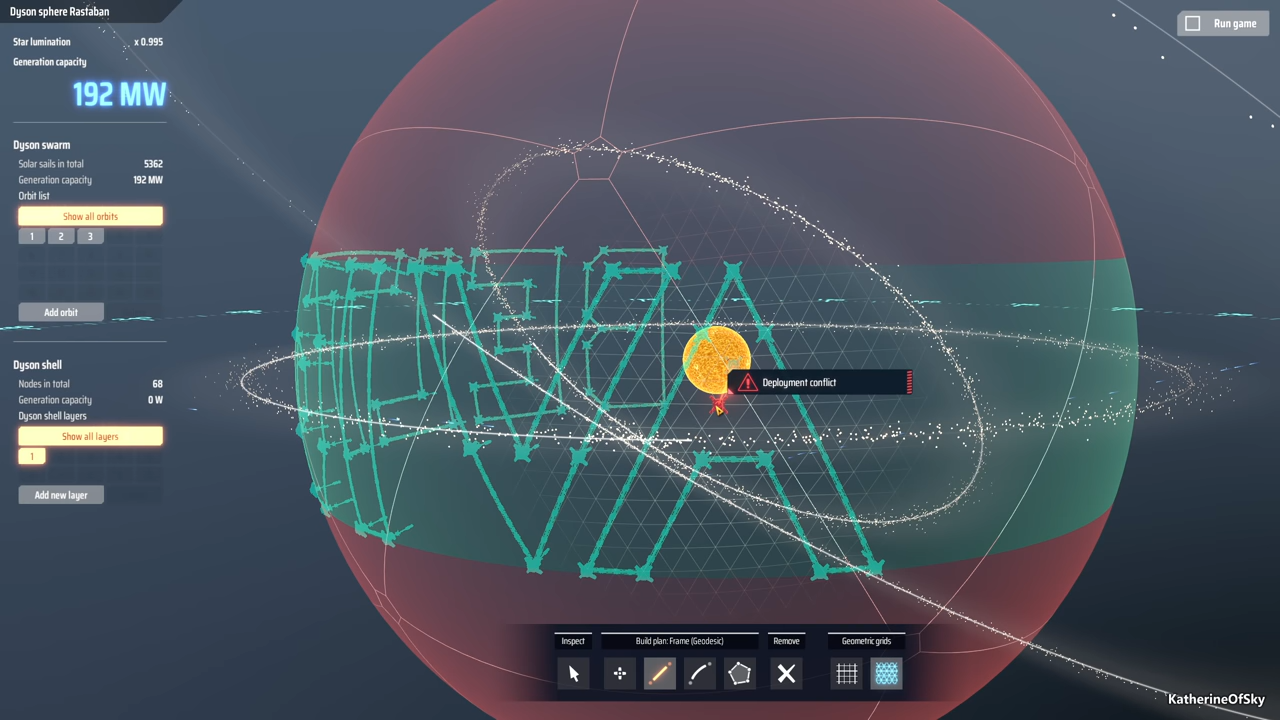 Dyson sphere Rastaban
Run game
Star lumination x 0.995
Generation capacity
192 MW
Dyson swarm
Solar sails in total 5362
Generation capacity 192 MW
Orbit list
Show all orbits
1 2 3
Add orbit
Dyson shell
Nodes in total 68
Generation capacity 0 W
Dyson shell layers
Show all layers
1
Add new layer
Deployment conflict
Inspect Build plan: Frame (Geodesic) Remove Geometric grids
KatherineOfSky